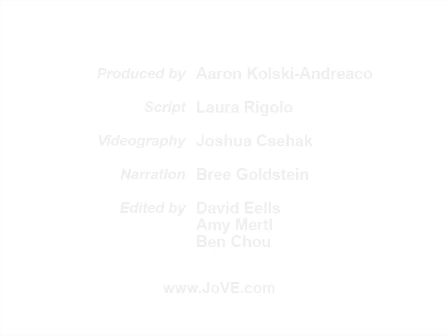 Produced by Aaron Kolski-Andreaco
Script Laura Rigolo
Videography Joshua Csehak
Narration Bree Goldstein
Edited by David Eells
Amy Mertl
Ben Chou
www.JoVE.com